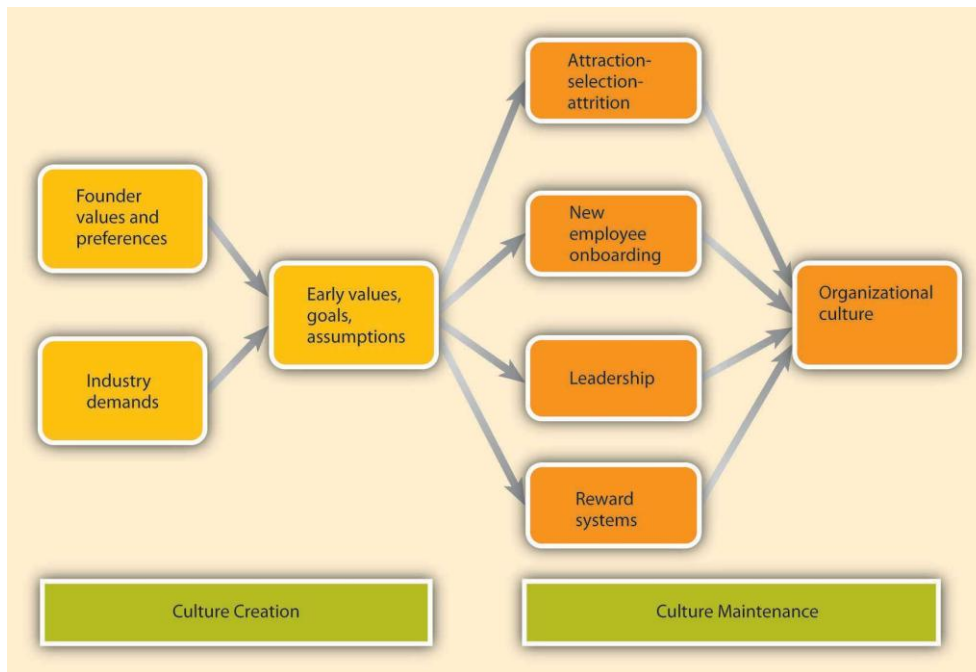 Founder
values and
preferences
Industry
demands
Early values,
goals,
assumptions
Attraction-
selection-
attrition
New
employee
onboarding
Leadership
Reward
systems
Organizational
culture
Culture Creation
Culture Maintenance